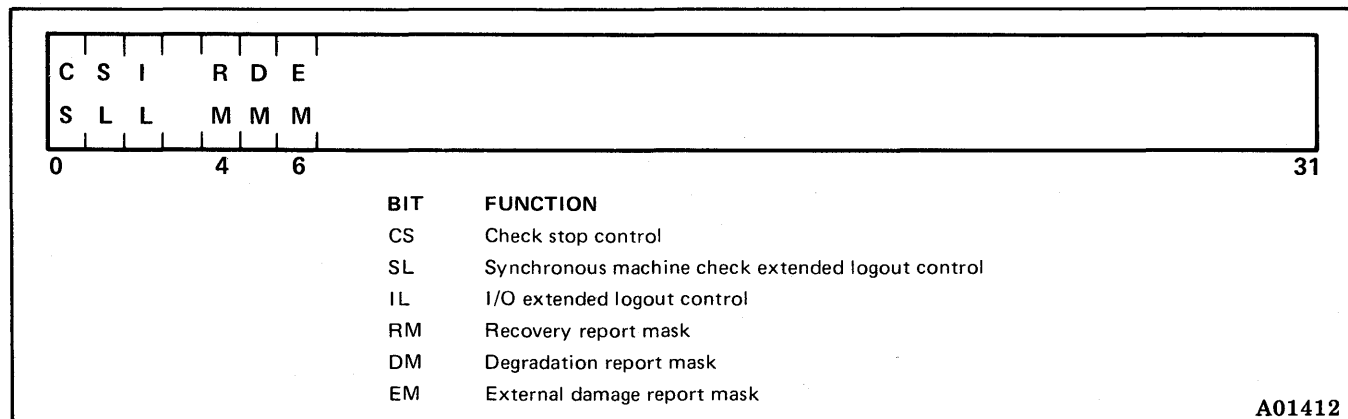 C S I R D E
S L L M M M
0 4 6 31
BIT FUNCTION
CS Check stop control
SL Synchronous machine check extended logout control
IL I/O extended logout control
RM Recovery report mask
DM Degradation report mask
EM External damage report mask
A01412